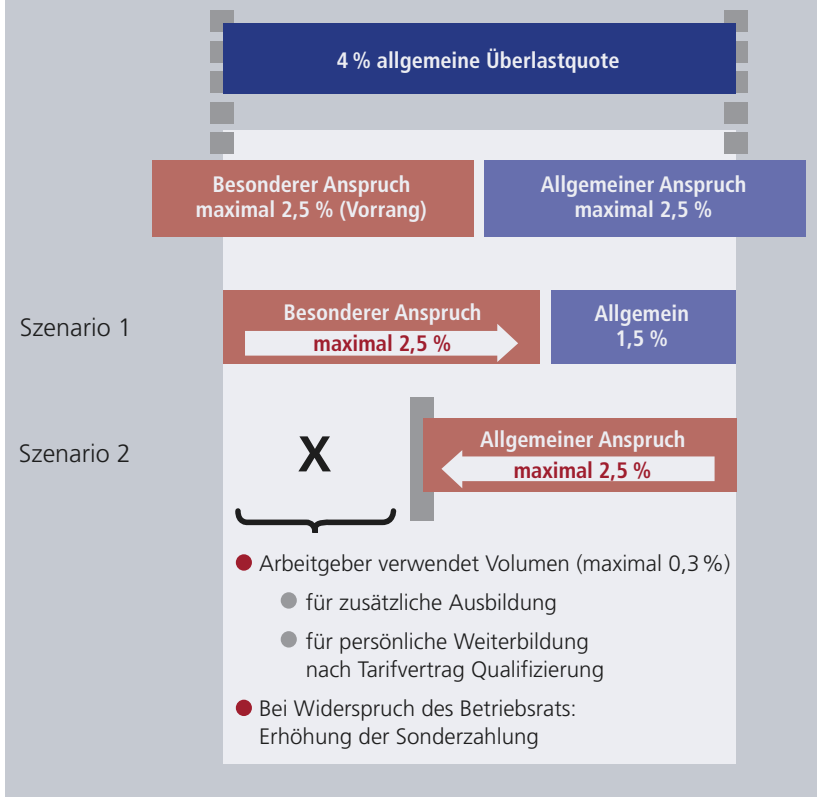 4 % allgemeine Überlastquote
Besonderer Anspruch
maximal 2,5 % (Vorrang)
Allgemeiner Anspruch
maximal 2,5 %
Szenario 1
Besonderer Anspruch
maximal 2,5 %
Allgemein
1,5 %
Szenario 2
X
Allgemeiner Anspruch
maximal 2,5 %
Arbeitgeber verwendet Volumen (maximal 0,3 %)
für zusätzliche Ausbildung
für persönliche Weiterbildung
nach Tarifvertrag Qualifizierung
Bei Widerspruch des Betriebsrats:
Erhöhung der Sonderzahlung